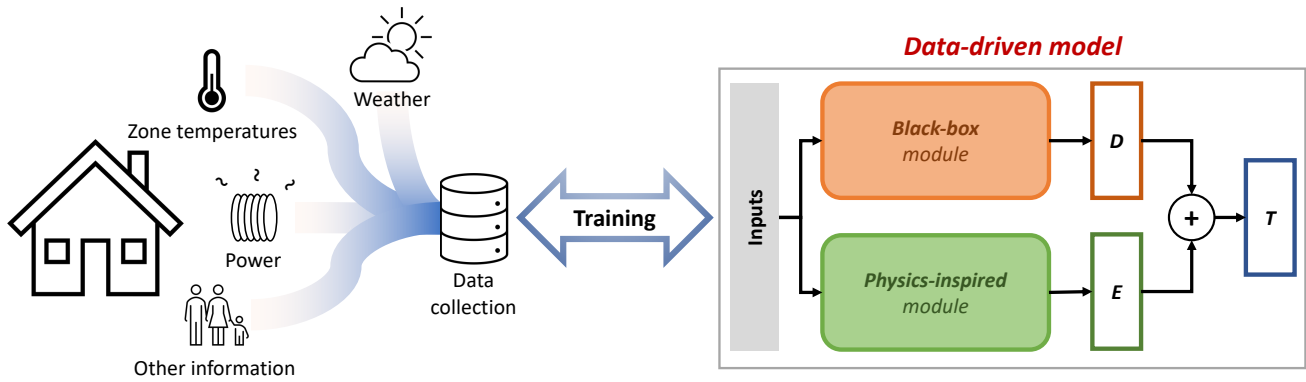 Weather
Zone temperatures
Power
Other information
Data
collection
Training
Data-driven model
Inputs
Black-box
module
D
Physics-inspired
module
E
+
T